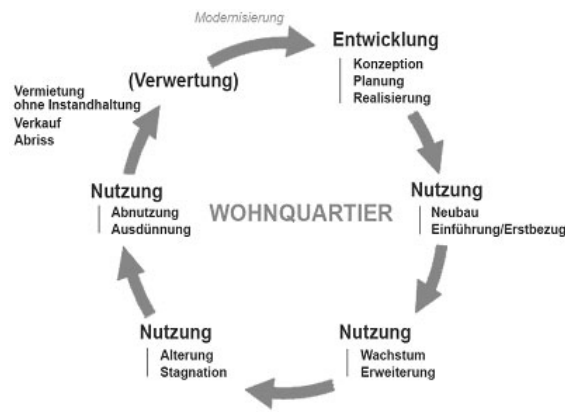 Modernisierung
Entwicklung
Konzeption
Planung
Realisierung
(Verwertung)
Vermietung
ohne Instandhaltung
Verkauf
Abriss
Nutzung
Abnutzung
Ausdünnung
WOHNQUARTIER
Nutzung
Neubau
Einführung/Erstbezug
Nutzung
Alterung
Stagnation
Nutzung
Wachstum
Erweiterung